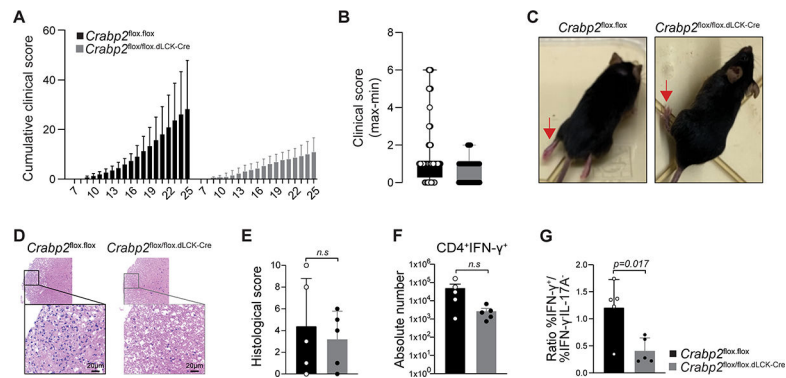 A
60
40
20
0
Cumulative clinical score
Crabp2flox.flox
Crabp2flox/flox.dLCK-Cre
7 10 13 16 19 22 25 7 10 13 16 19 22 25
B
8
6
4
2
0
Clinical score
(max-min)
C
Crabp2flox.flox
Crabp2flox/flox.dLCK-Cre
D
Crabp2flox.flox
Crabp2flox/flox.dLCK-Cre
20μm
20μm
E
Histological score
10
8
6
4
2
0
n.s
F
CD4+IFN-γ+
Absolute number
1x10⁶
1x10⁵
1x10⁴
1x10³
1x10²
1x10¹
1x10⁰
n.s
G
Ratio %IFN-γ+/
%IFN-γ-IL-17A-
2.0
1.5
1.0
0.5
0.0
p=0.017
Crabp2flox.flox
Crabp2flox/flox.dLCK-Cre